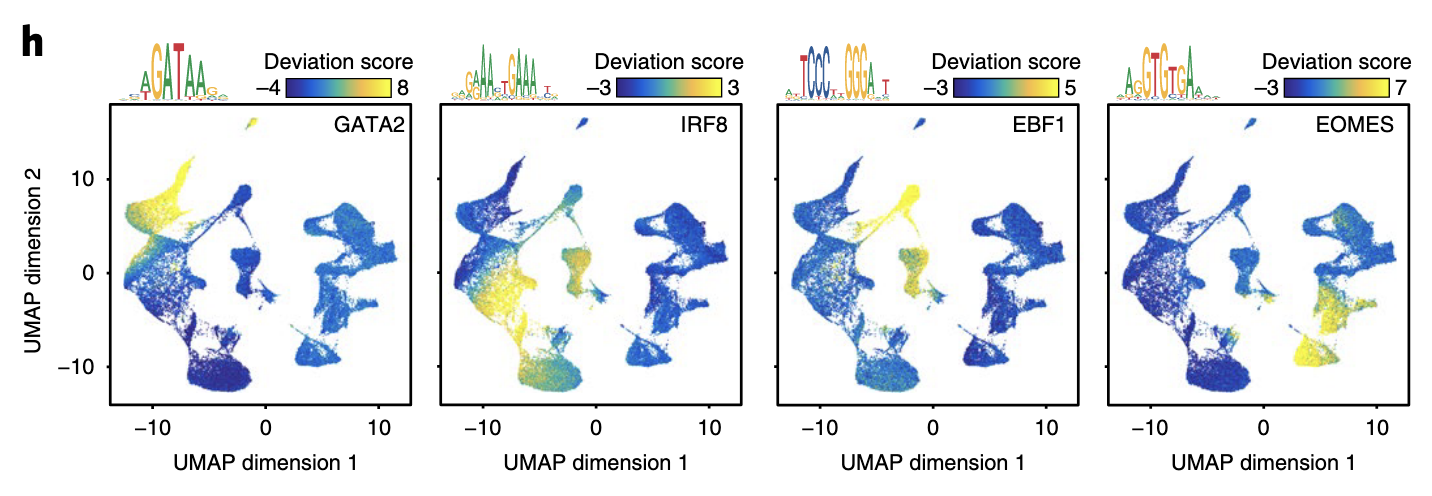 h
Deviation score
−4 8
GATA2
Deviation score
−3 3
IRF8
Deviation score
−3 5
EBF1
Deviation score
−3 7
EOMES
UMAP dimension 2
10
0
−10
−10 0 10
UMAP dimension 1
−10 0 10
UMAP dimension 1
−10 0 10
UMAP dimension 1
−10 0 10
UMAP dimension 1